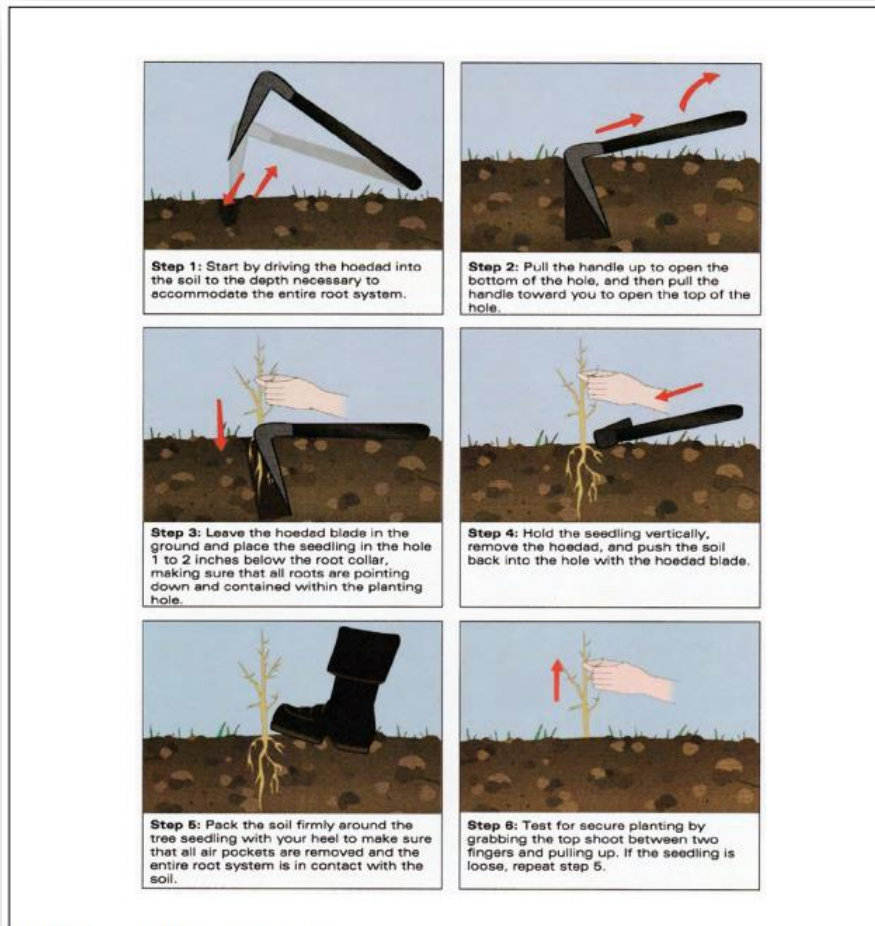 Step 1: Start by driving the hoedad into
the soil to the depth necessary to
accommodate the entire root system.
Step 2: Pull the handle up to open the
bottom of the hole, and then pull the
handle toward you to open the top of the
hole.
Step 3: Leave the hoedad blade in the
ground and place the seedling in the hole
1 to 2 inches below the root collar,
making sure that all roots are pointing
down and contained within the planting
hole.
Step 4: Hold the seedling vertically,
remove the hoedad, and push the soil
back into the hole with the hoedad blade.
Step 5: Pack the soil firmly around the
tree seedling with your heel to make sure
that all air pockets are removed and the
entire root system is in contact with the
soil.
Step 6: Test for secure planting by
grabbing the top shoot between two
fingers and pulling up. If the seedling is
loose, repeat step 5.